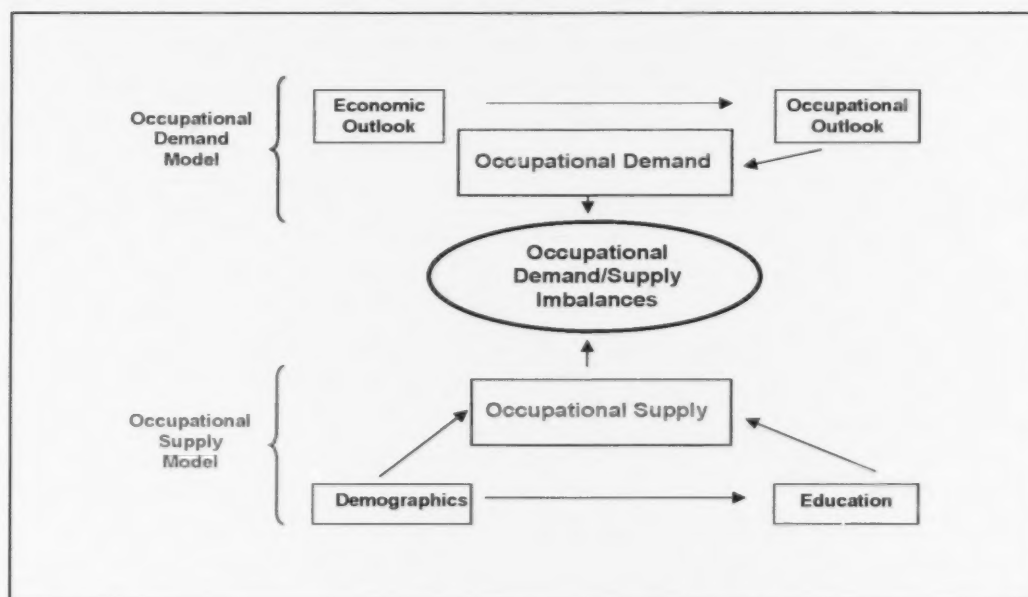 Occupational
Demand
Model
Economic
Outlook
Occupational
Outlook
Occupational Demand
Occupational
Demand/Supply
Imbalances
Occupational
Supply
Model
Occupational Supply
Demographics
Education